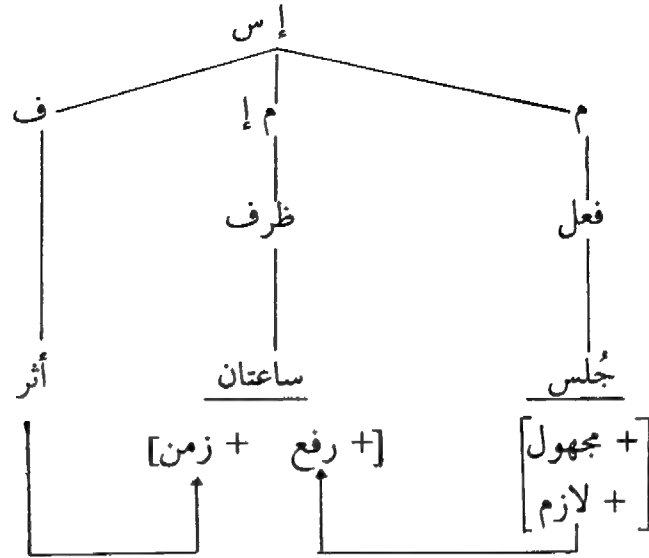 إ س
م م إ ف
فعل ظرف
جُلس ساعتان أثر
[+ مجهول [+ رفع + زمن]
+ لازم]